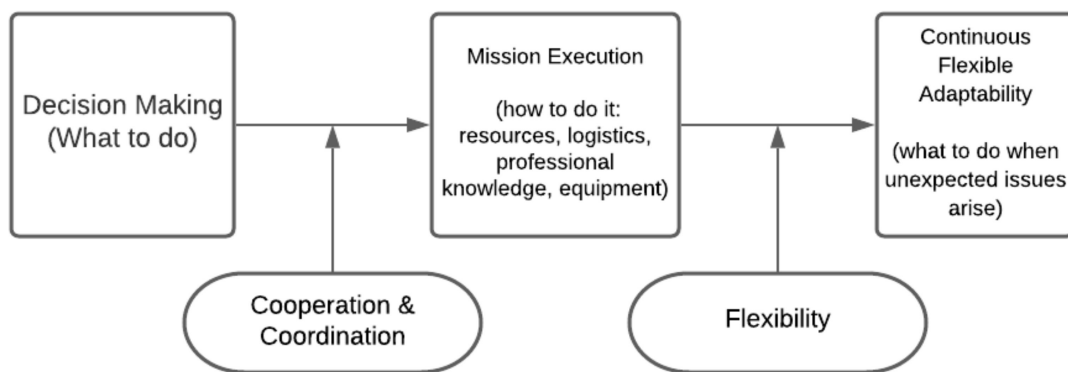 Decision Making
(What to do)
Mission Execution
(how to do it:
resources, logistics,
professional
knowledge, equipment)
Continuous
Flexible
Adaptability
(what to do when
unexpected issues
arise)
Cooperation &
Coordination
Flexibility